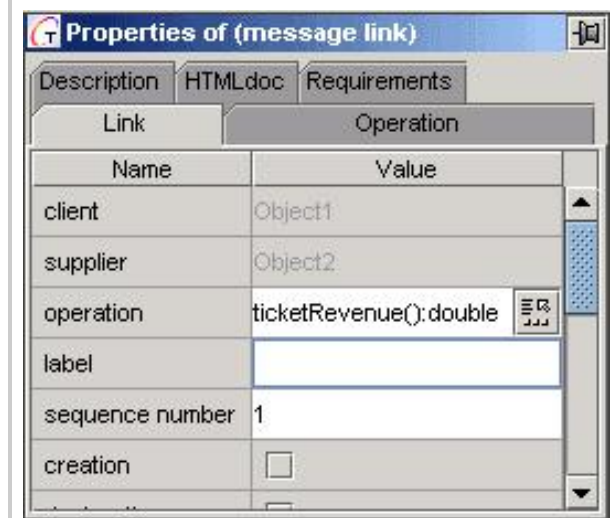 Properties of (message link)
Description HTMLdoc Requirements
Link Operation
Name Value
client Object1
supplier Object2
operation ticketRevenue():double
label
sequence number 1
creation